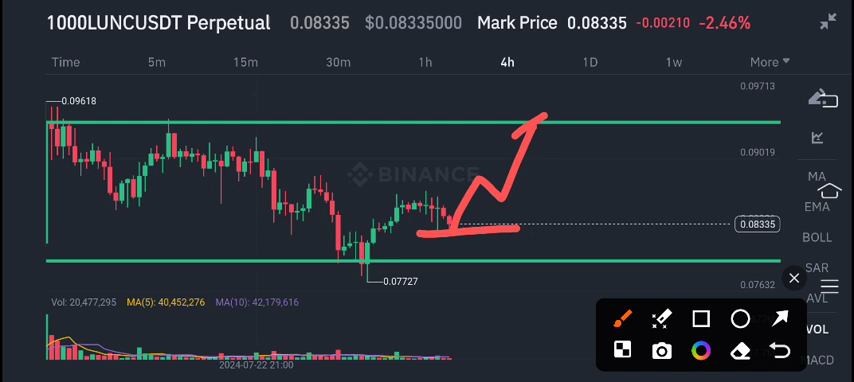 1000LUNCUSDT Perpetual 0.08335 $0.08335000 Mark Price 0.08335 -0.00210 -2.46%
Time 5m 15m 30m 1h 4h 1D 1w More
0.09713
0.09618
0.09019
BINANCE
MA
EMA
0.08335
BOLL
SAR
0.07727
0.07632
AVL
Vol: 20,477,295 MA(5): 40,452,276 MA(10): 42,179,616
VOL
2024-07-22 21:00
MACD